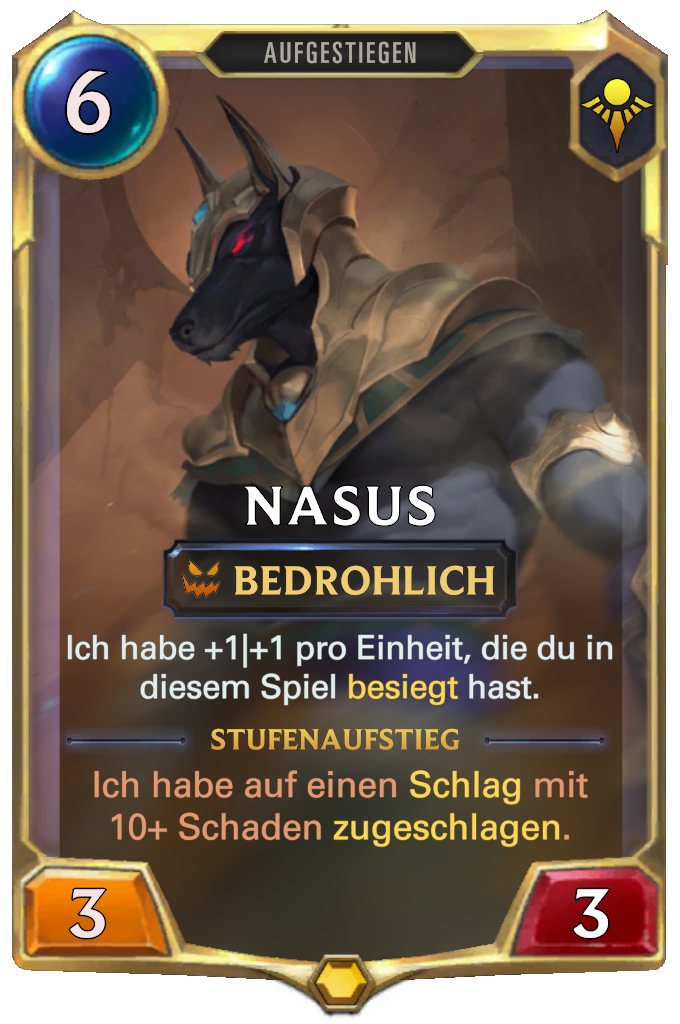 AUFGESTIEGEN
6
NASUS
BEDROHLICH
Ich habe +1|+1 pro Einheit, die du in
diesem Spiel besiegt hast.
STUFENAUFSTIEG
Ich habe auf einen Schlag mit
10+ Schaden zugeschlagen.
3
3